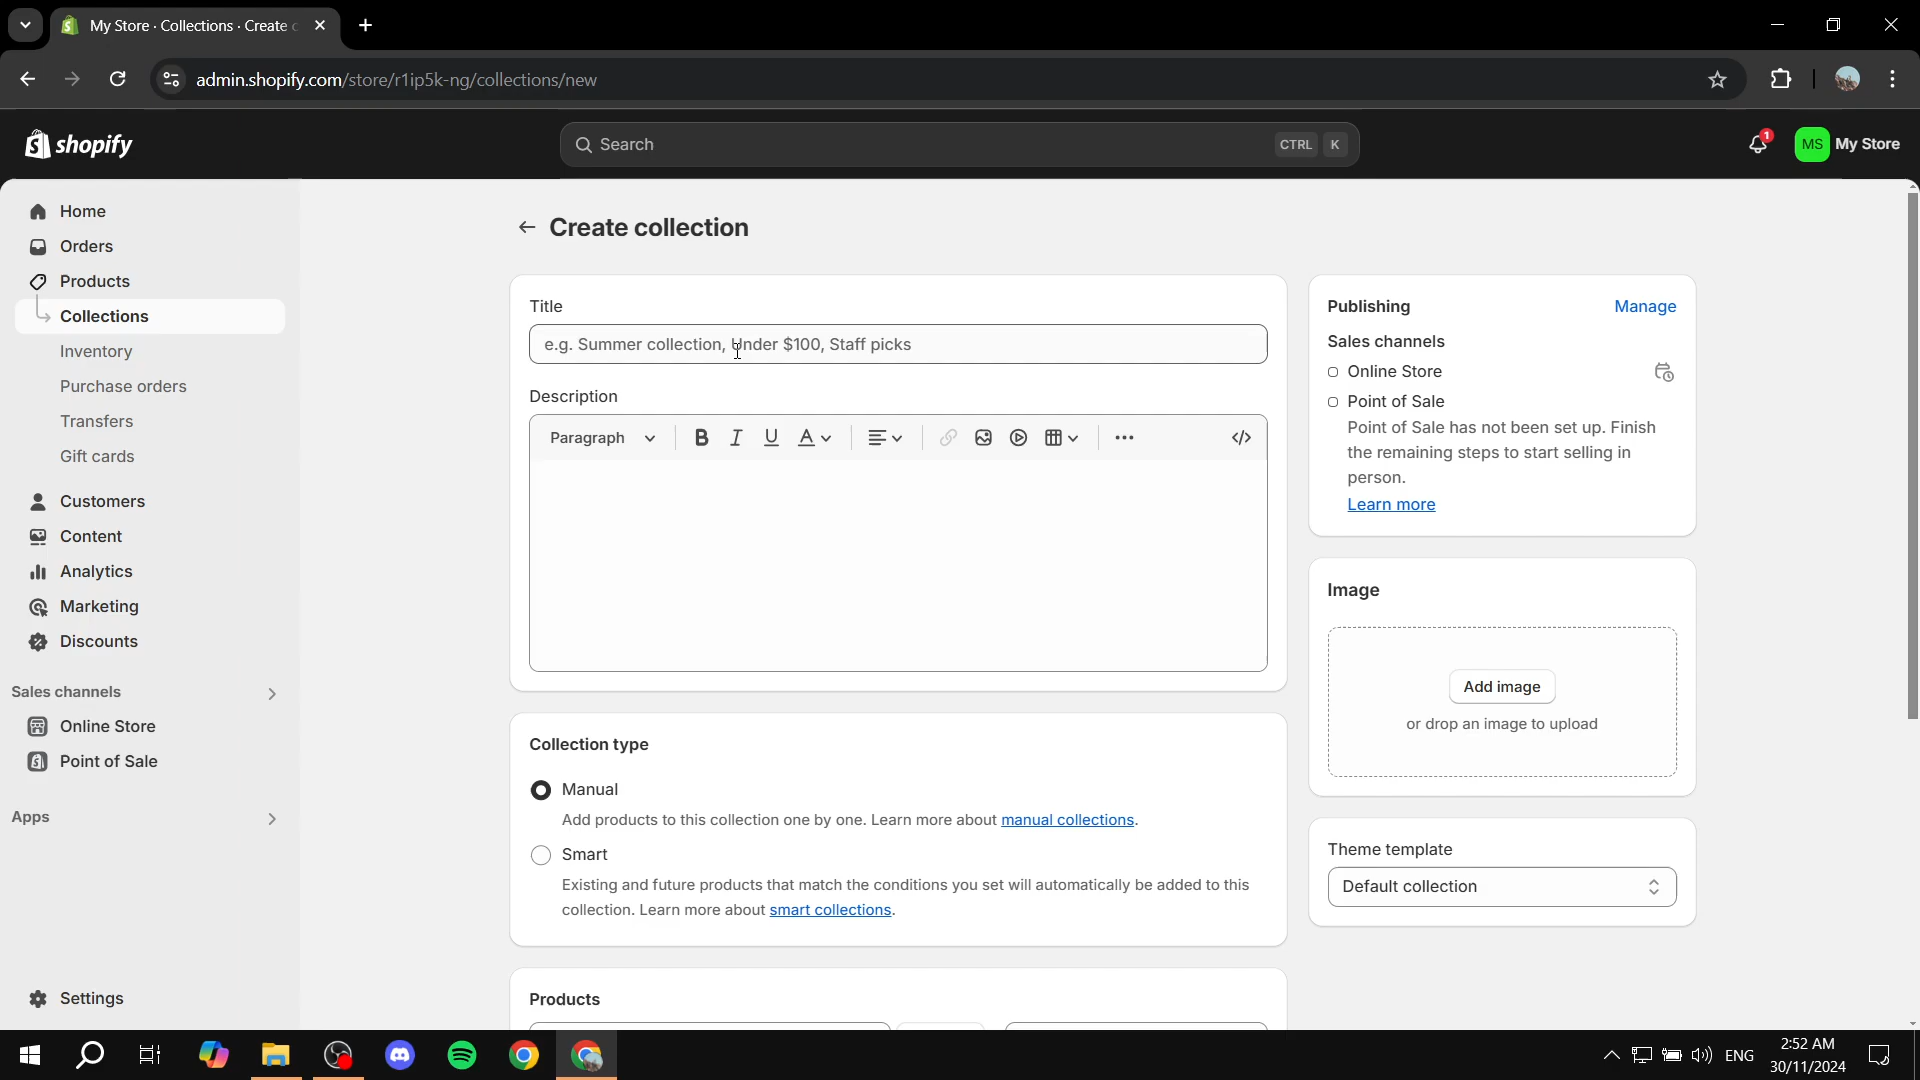 My Store · Collections · Create c
admin.shopify.com/store/r1ip5k-ng/collections/new
shopify
Search
CTRL K
1
MS My Store
Home
Orders
Products
Collections
Inventory
Purchase orders
Transfers
Gift cards
Customers
Content
Analytics
Marketing
Discounts
Sales channels
Online Store
Point of Sale
Apps
Settings
Create collection
Title
e.g. Summer collection, Under $100, Staff picks
Description
Paragraph
B I U A
Collection type
Manual
Add products to this collection one by one. Learn more about manual collections.
Smart
Existing and future products that match the conditions you set will automatically be added to this
collection. Learn more about smart collections.
Products
Publishing
Manage
Sales channels
Online Store
Point of Sale
Point of Sale has not been set up. Finish
the remaining steps to start selling in
person.
Learn more
Image
Add image
or drop an image to upload
Theme template
Default collection
ENG
2:52 AM
30/11/2024